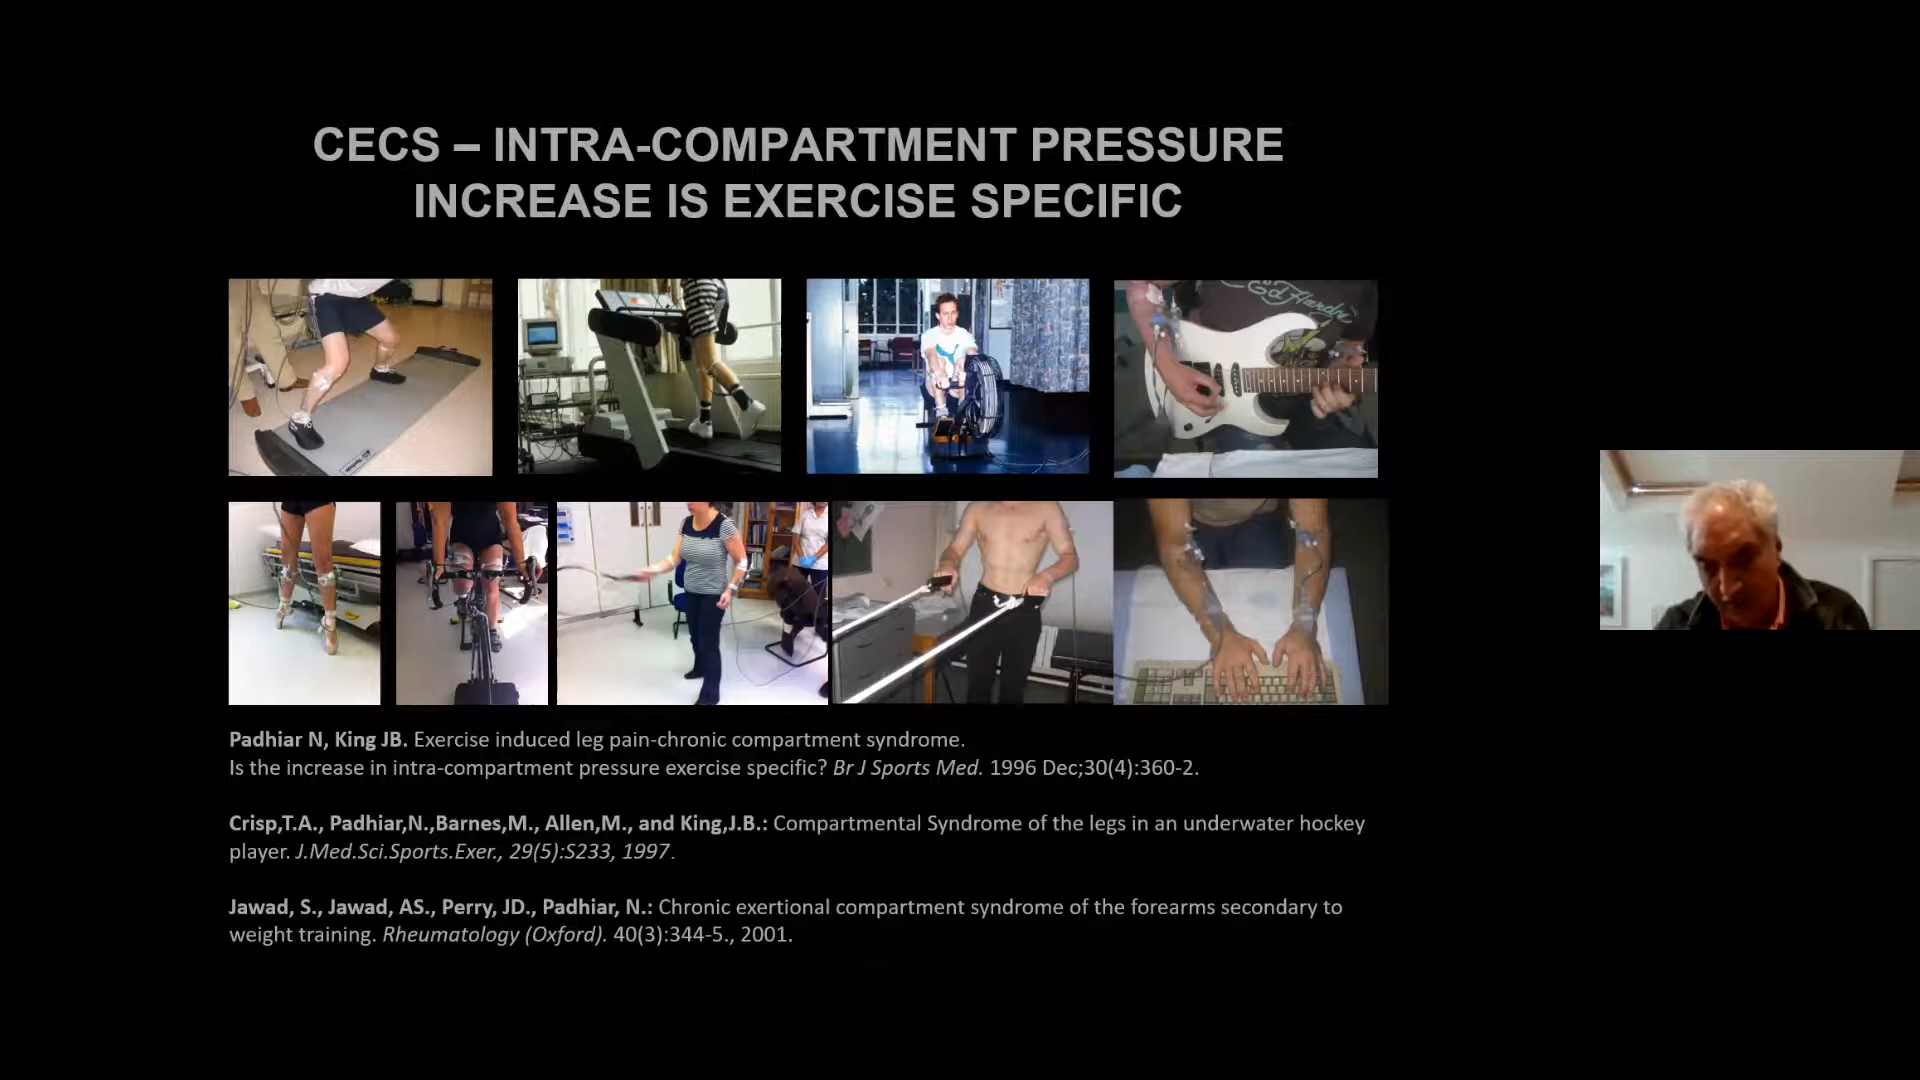 CECS – INTRA-COMPARTMENT PRESSURE
INCREASE IS EXERCISE SPECIFIC
Ed Hardy
Padhiar N, King JB. Exercise induced leg pain-chronic compartment syndrome.
Is the increase in intra-compartment pressure exercise specific? Br J Sports Med. 1996 Dec;30(4):360-2.
Crisp,T.A., Padhiar,N.,Barnes,M., Allen,M., and King,J.B.: Compartmental Syndrome of the legs in an underwater hockey
player. J.Med.Sci.Sports.Exer., 29(5):S233, 1997.
Jawad, S., Jawad, AS., Perry, JD., Padhiar, N.: Chronic exertional compartment syndrome of the forearms secondary to
weight training. Rheumatology (Oxford). 40(3):344-5., 2001.